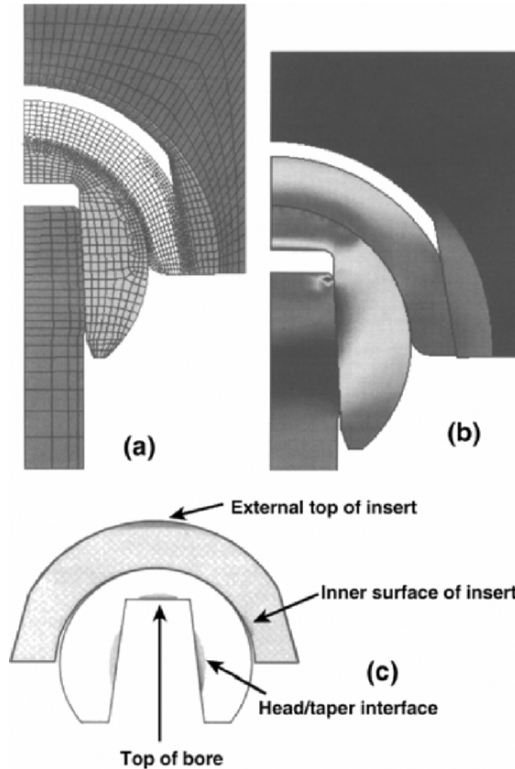 (a)
(b)
External top of insert
Inner surface of insert
(c)
Head/taper interface
Top of bore